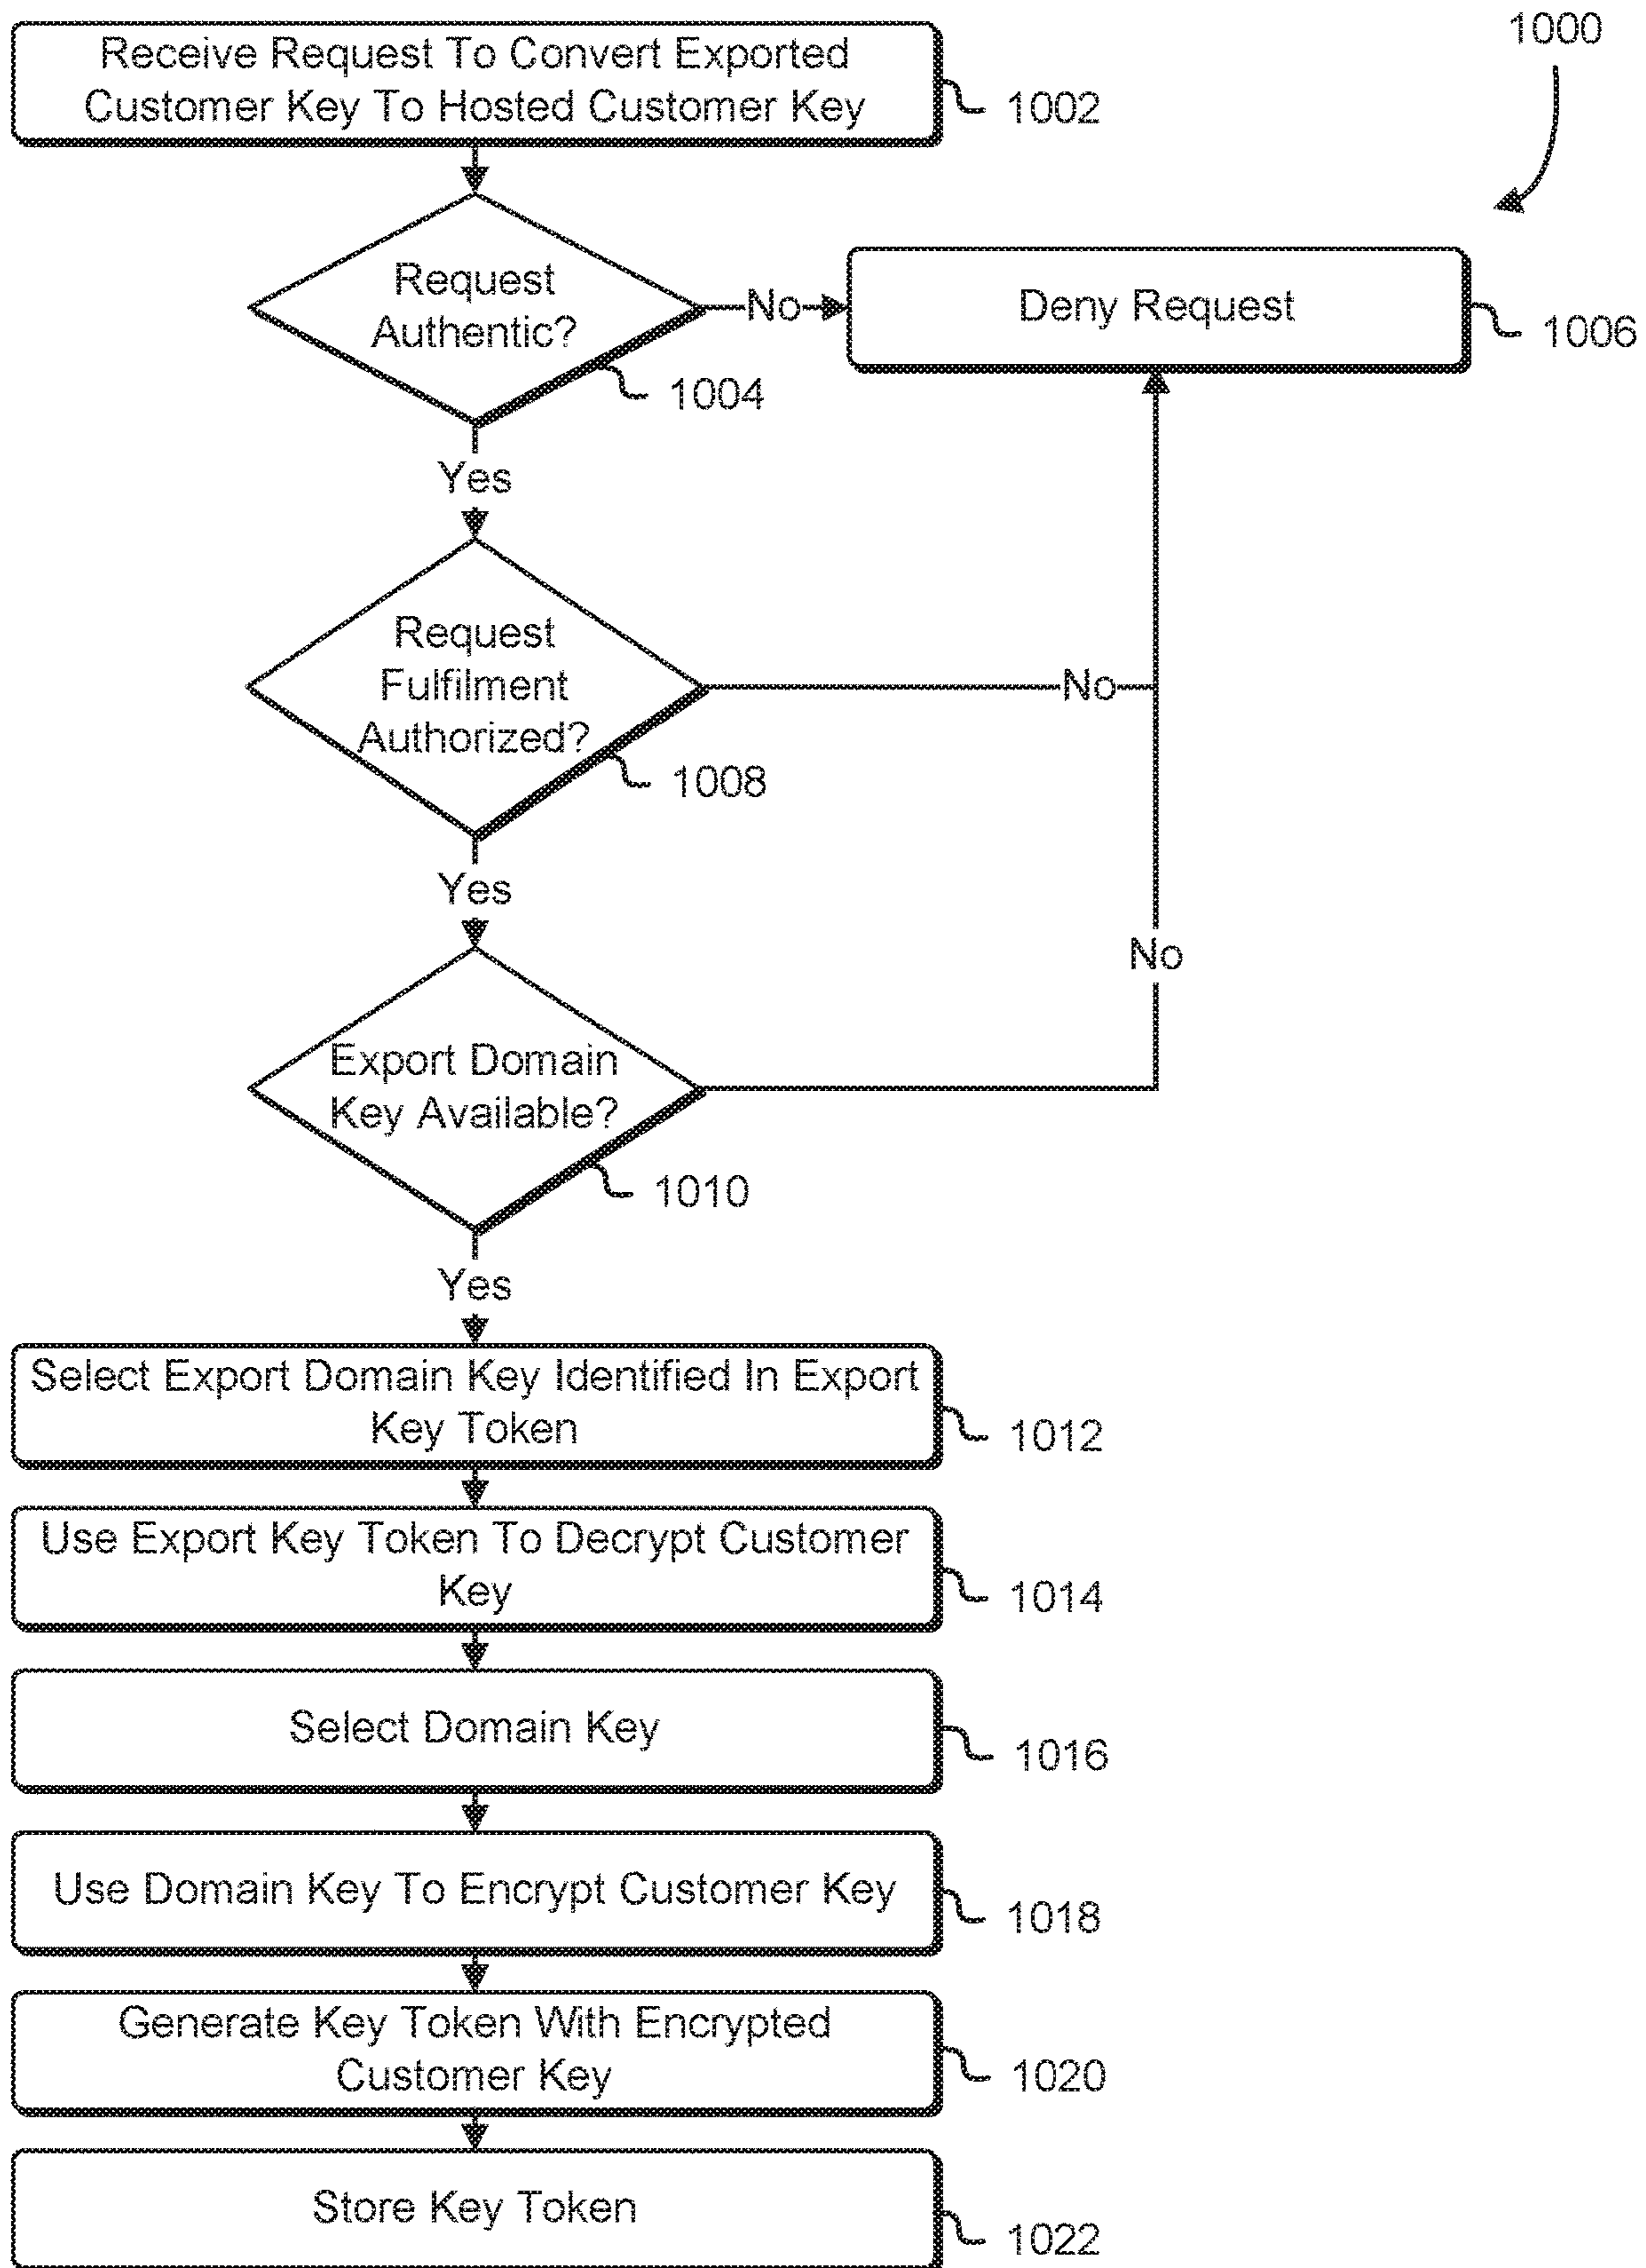 1000
Receive Request To Convert Exported
Customer Key To Hosted Customer Key
1002
Request
Authentic?
No
Deny Request
1006
1004
Yes
Request
Fulfilment
Authorized?
No
1008
Yes
No
Export Domain
Key Available?
1010
Yes
Select Export Domain Key Identified In Export
Key Token
1012
Use Export Key Token To Decrypt Customer
Key
1014
Select Domain Key
1016
Use Domain Key To Encrypt Customer Key
1018
Generate Key Token With Encrypted
Customer Key
1020
Store Key Token
1022